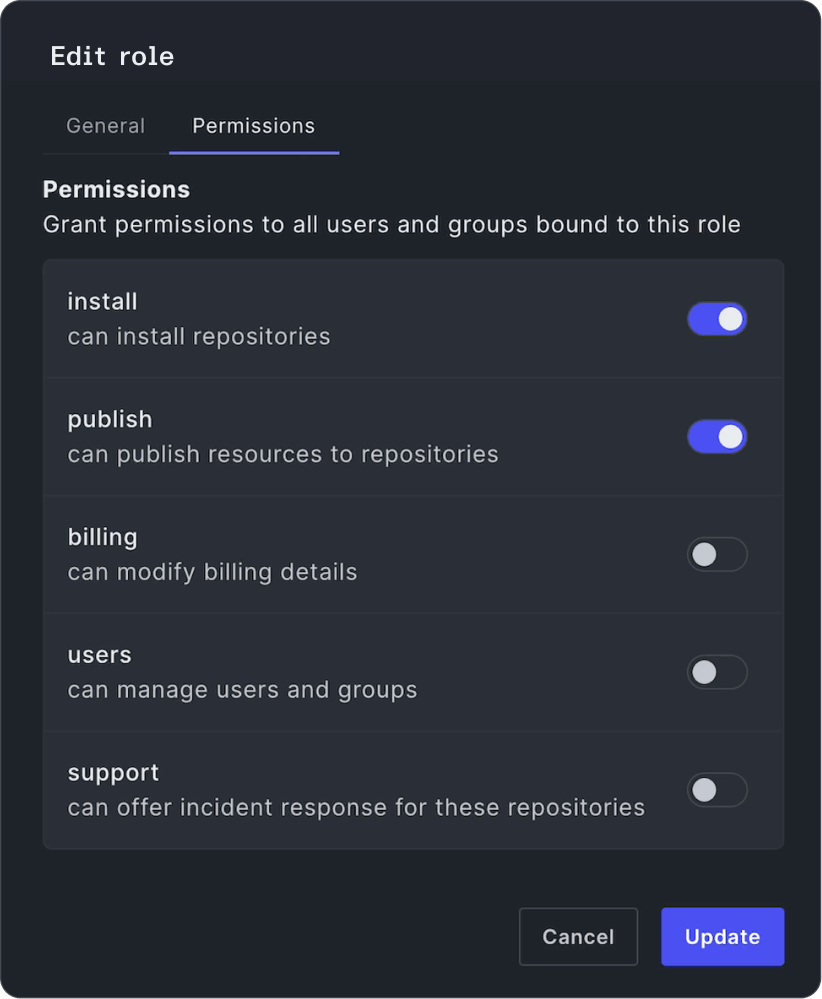 Edit role
General
Permissions
Permissions
Grant permissions to all users and groups bound to this role
install
can install repositories
publish
can publish resources to repositories
billing
can modify billing details
users
can manage users and groups
support
can offer incident response for these repositories
Cancel
Update